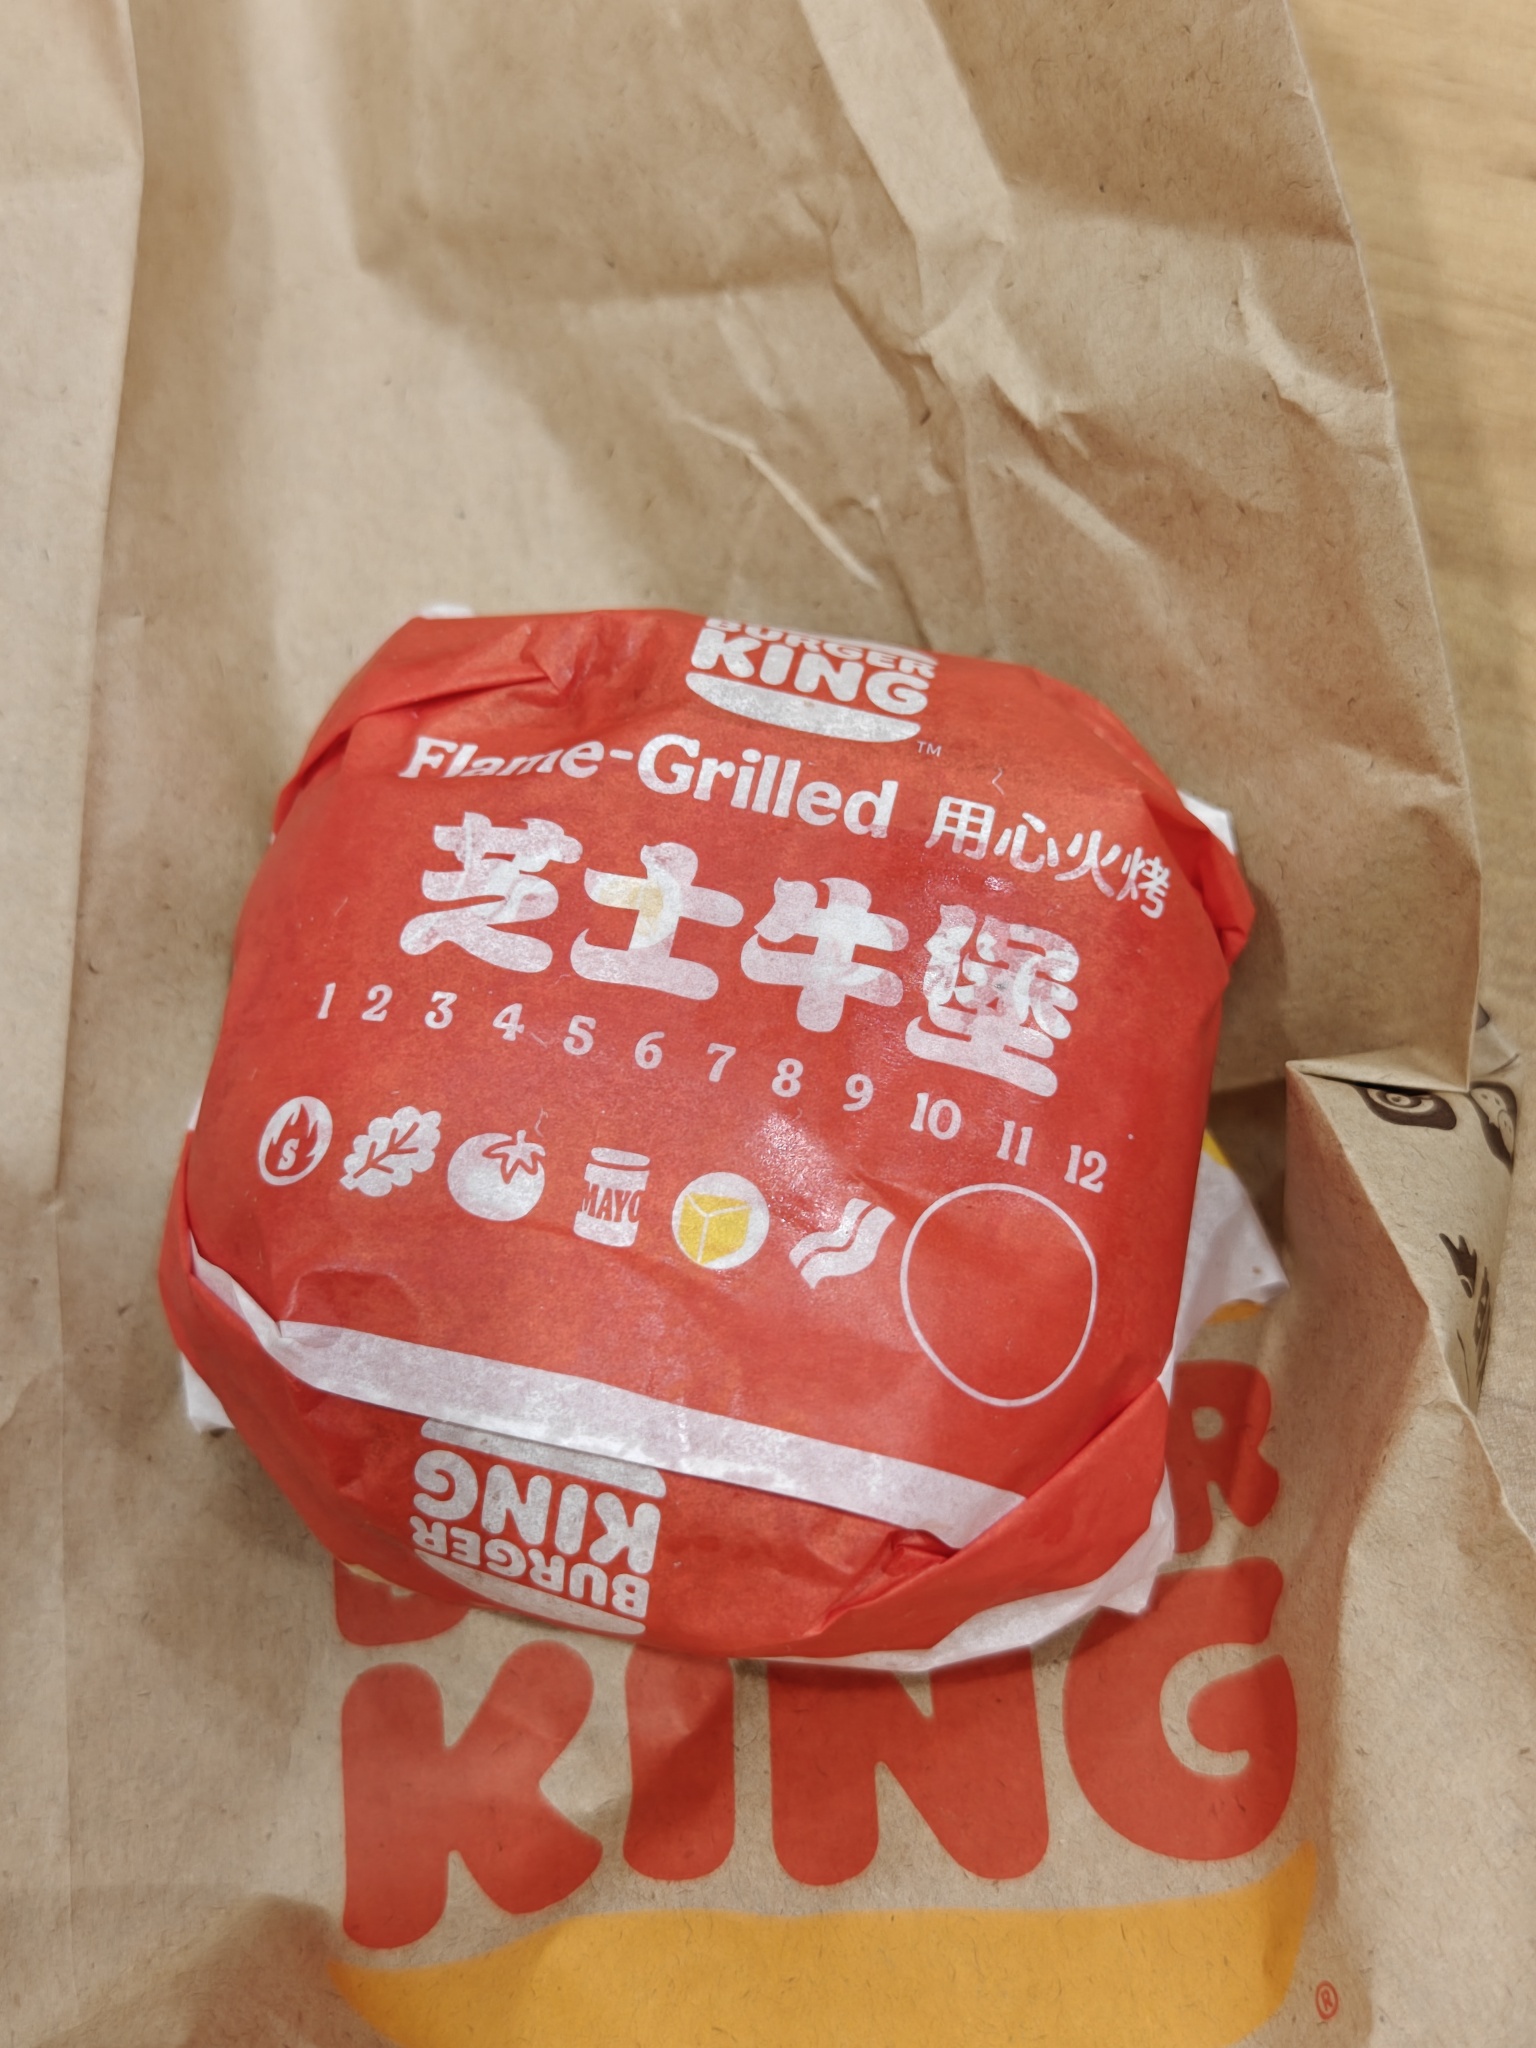 BURGER
KING
TM
Flame-Grilled 用心火烤
芝士牛堡
1 2 3 4 5 6 7 8 9 10 11 12
S
MAYO
BURGER
KING
R
KING
®